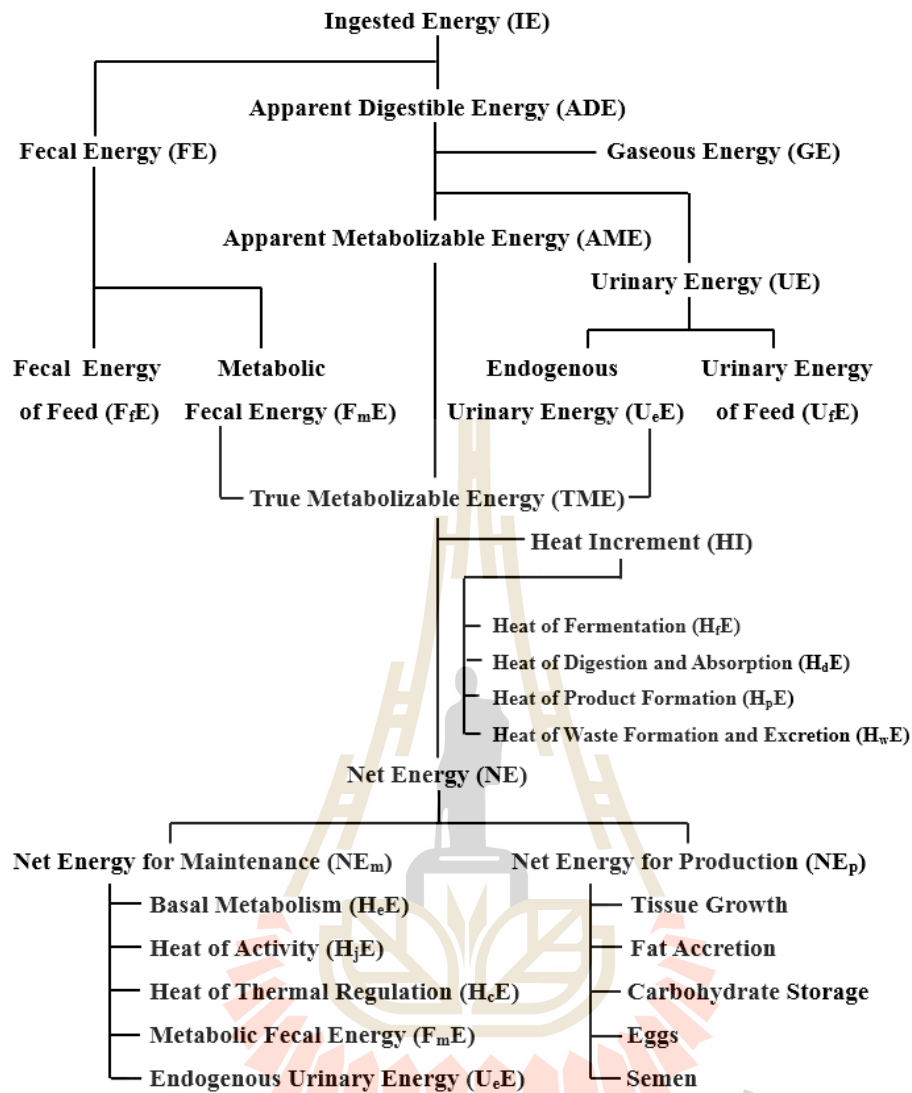 Ingested Energy (IE)
Apparent Digestible Energy (ADE)
Fecal Energy (FE)
Gaseous Energy (GE)
Apparent Metabolizable Energy (AME)
Urinary Energy (UE)
Fecal Energy
of Feed (FfE)
Metabolic
Fecal Energy (FmE)
Endogenous
Urinary Energy (UeE)
Urinary Energy
of Feed (UfE)
True Metabolizable Energy (TME)
Heat Increment (HI)
Heat of Fermentation (HfE)
Heat of Digestion and Absorption (HdE)
Heat of Product Formation (HpE)
Heat of Waste Formation and Excretion (HwE)
Net Energy (NE)
Net Energy for Maintenance (NEm)
Basal Metabolism (HeE)
Heat of Activity (HjE)
Heat of Thermal Regulation (HcE)
Metabolic Fecal Energy (FmE)
Endogenous Urinary Energy (UeE)
Net Energy for Production (NEp)
Tissue Growth
Fat Accretion
Carbohydrate Storage
Eggs
Semen